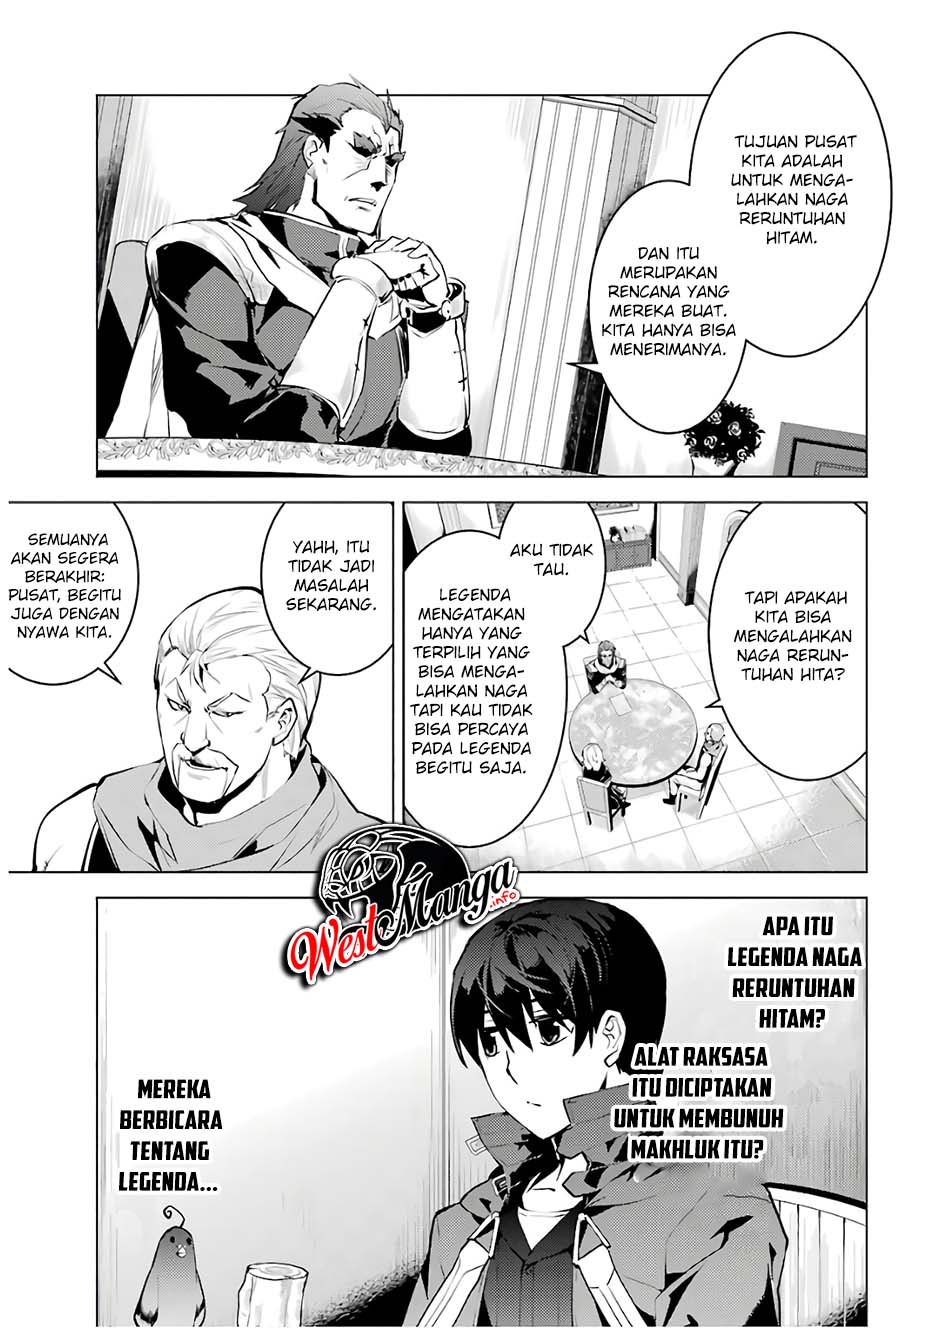 TUJUAN PUSAT
KITA ADALAH
UNTUK MENGA-
LAHKAN NAGA
RERUNTUHAN
HITAM.
DAN ITU
MERUPAKAN
RENCANA YANG
MEREKA BUAT.
KITA HANYA BISA
MENERIMANYA.
TAPI APAKAH
KITA BISA
MENGALAHKAN
NAGA RERUN-
TUHAN HITA?
AKU TIDAK
TAU.
LEGENDA
MENGATAKAN
HANYA YANG
TERPILIH YANG
BISA MENGA-
LAHKAN NAGA
TAPI KAU TIDAK
BISA PERCAYA
PADA LEGENDA
BEGITU SAJA.
YAHH, ITU
TIDAK JADI
MASALAH
SEKARANG.
SEMUANYA
AKAN SEGERA
BERAKHIR:
PUSAT, BEGITU
JUGA DENGAN
NYAWA KITA.
WestManga
.info
APA ITU
LEGENDA NAGA
RERUNTUHAN
HITAM?
ALAT RAKSASA
ITU DICIPTAKAN
UNTUK MEMBUNUH
MAKHLUK ITU?
MEREKA
BERBICARA
TENTANG
LEGENDA...